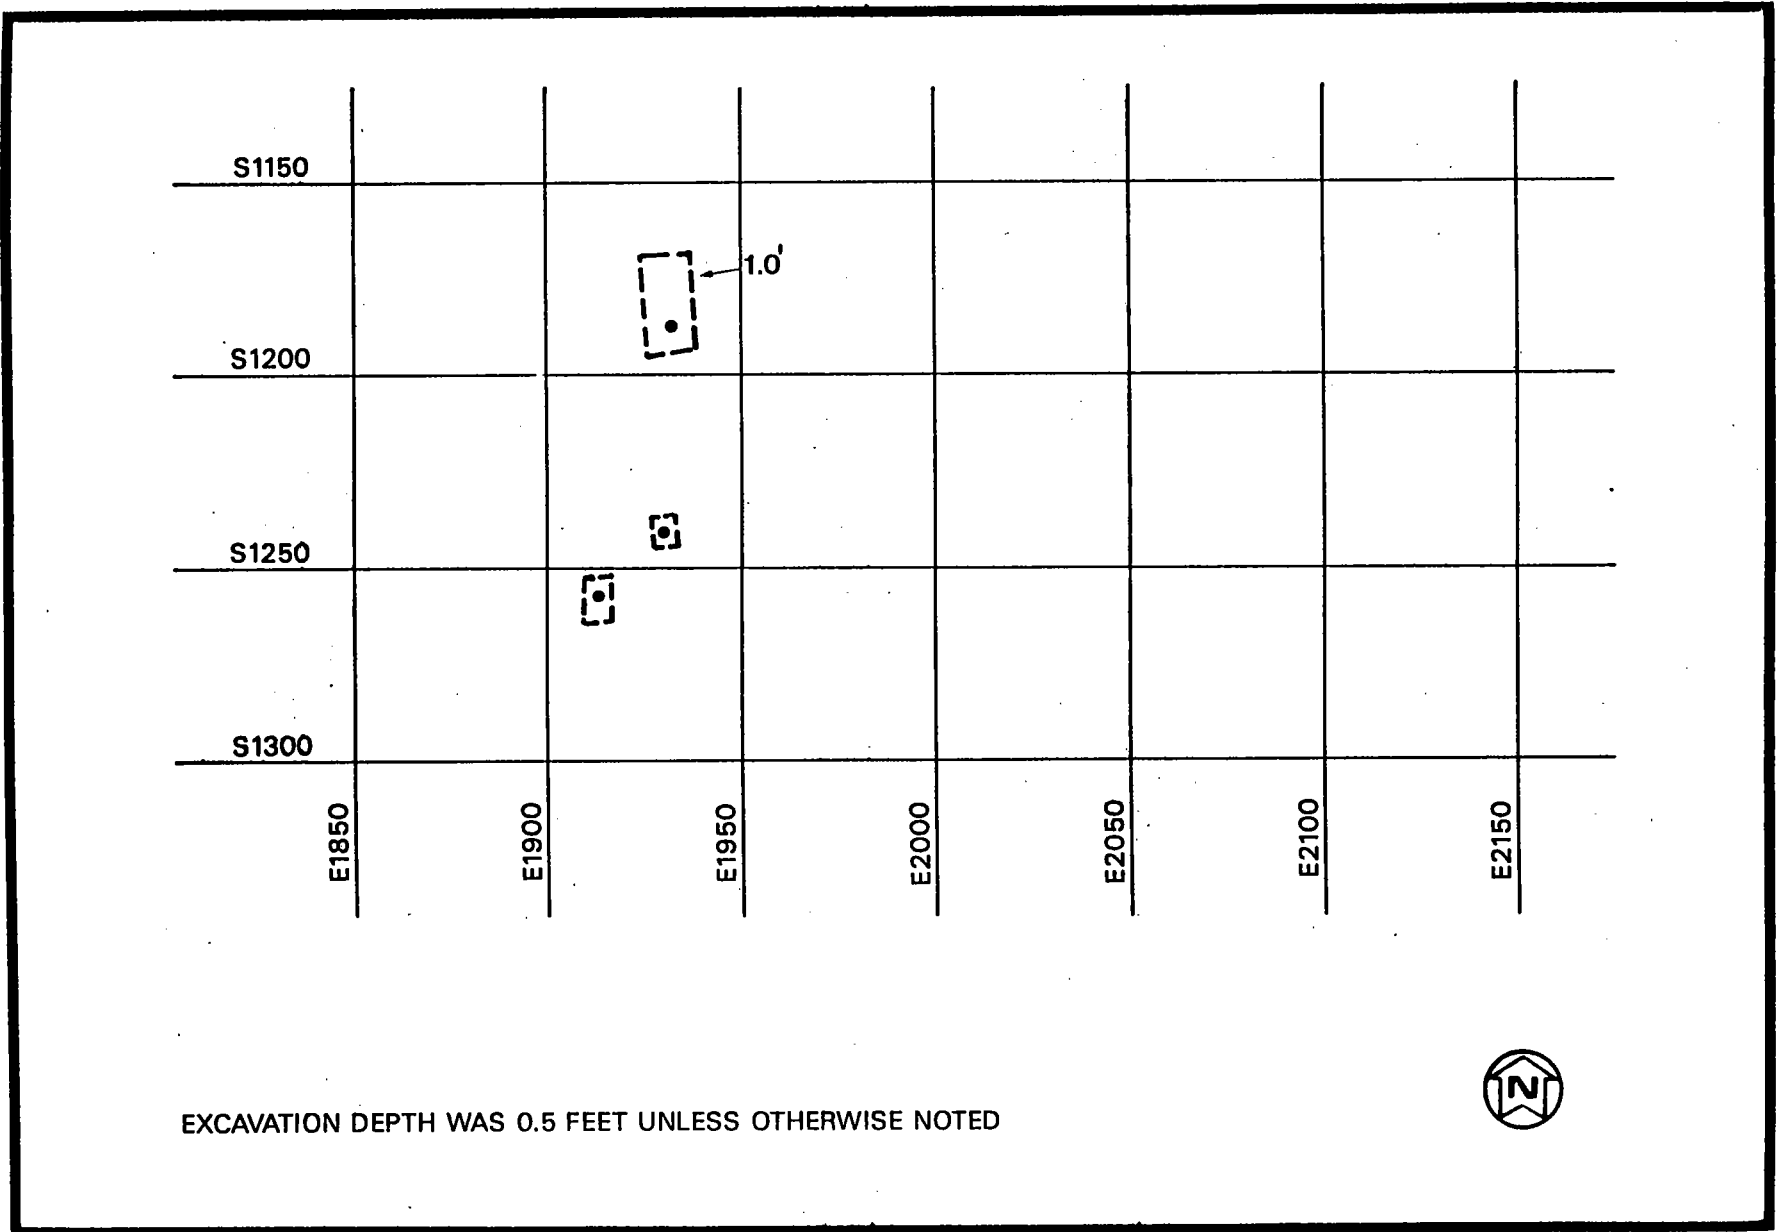 S1150
1.0'
S1200
S1250
S1300
E1850
E1900
E1950
E2000
E2050
E2100
E2150
N
EXCAVATION DEPTH WAS 0.5 FEET UNLESS OTHERWISE NOTED